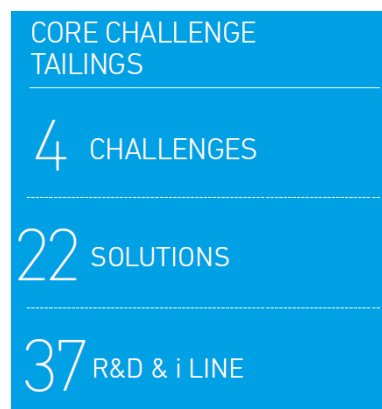 CORE CHALLENGE
TAILINGS
4 CHALLENGES
22 SOLUTIONS
37 R&D & i LINE